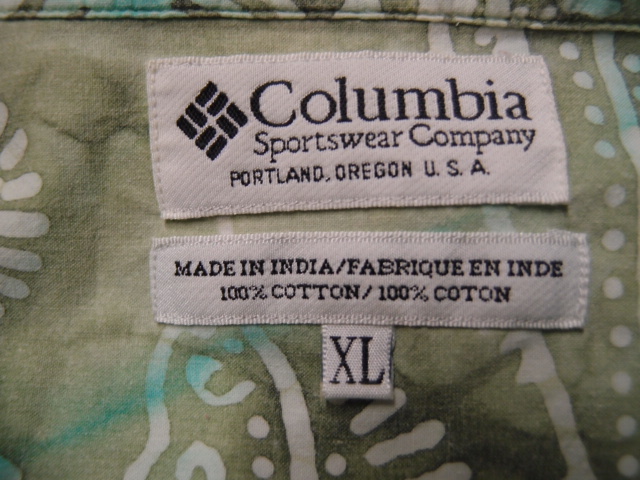 Columbia
Sportswear Company
PORTLAND, OREGON U.S.A.
MADE IN INDIA/FABRIQUE EN INDE
100% COTTON/100% COTON
XL